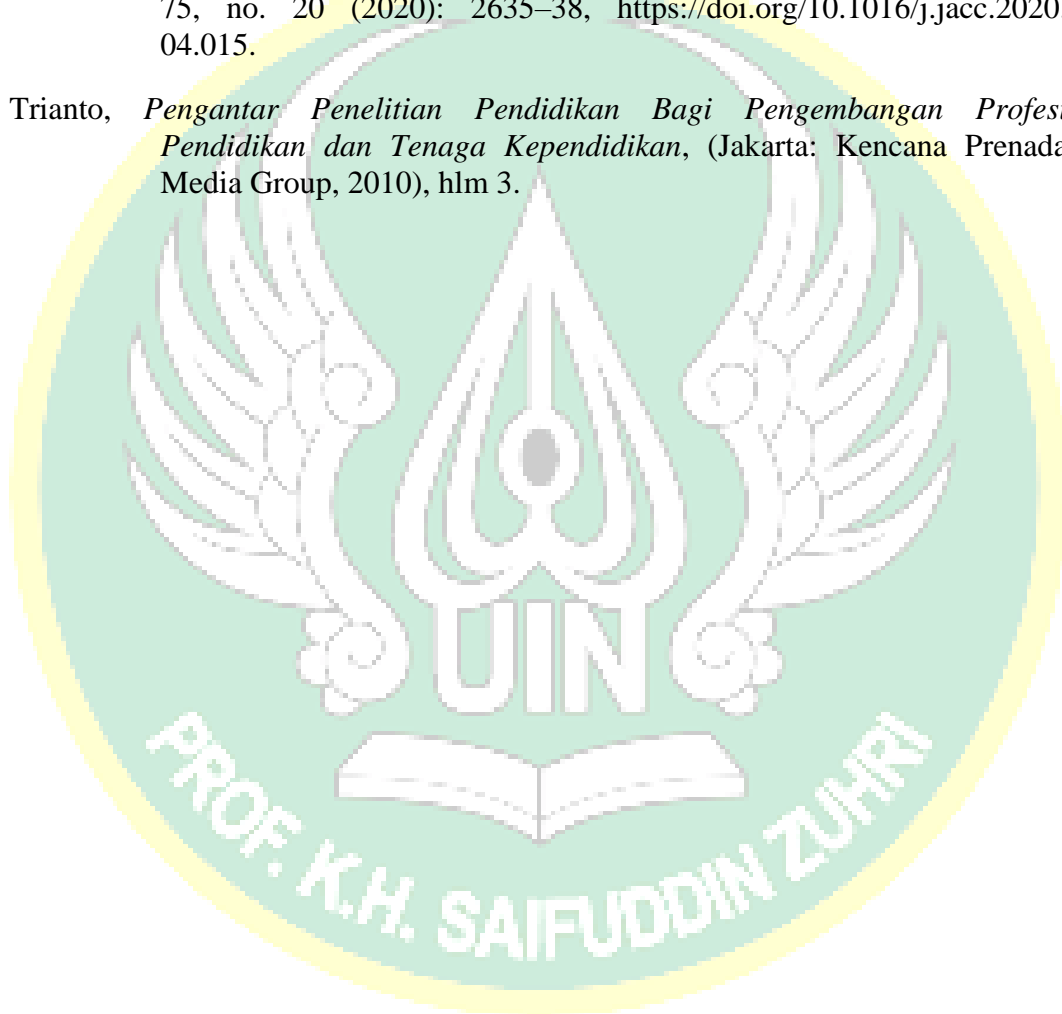 75, no. 20 (2020): 2635–38, https://doi.org/10.1016/j.jacc.2020.
04.015.
Trianto, Pengantar Penelitian Pendidikan Bagi Pengembangan Profesi
Pendidikan dan Tenaga Kependidikan, (Jakarta: Kencana Prenada
Media Group, 2010), hlm 3.
UIN
PROF. K.H. SAIFUDDIN ZUHRI